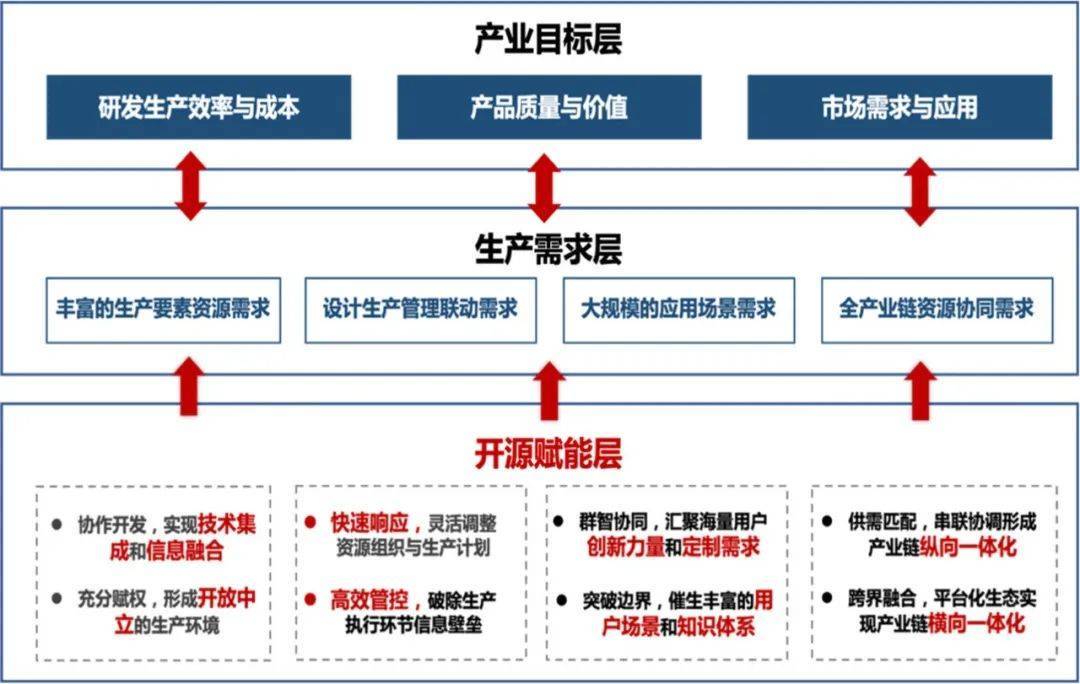 产业目标层
研发生产效率与成本
产品质量与价值
市场需求与应用
生产需求层
丰富的生产要素资源需求
设计生产管理联动需求
大规模的应用场景需求
全产业链资源协同需求
开源赋能层
● 协作开发，实现技术集
成和信息融合
● 充分赋权，形成开放中
立的生产环境
● 快速响应，灵活调整
资源组织与生产计划
● 高效管控，破除生产
执行环节信息壁垒
● 群智协同，汇聚海量用户
创新力量和定制需求
● 突破边界，催生丰富的用
户场景和知识体系
● 供需匹配，串联协调形成
产业链纵向一体化
● 跨界融合，平台化生态实
现产业链横向一体化